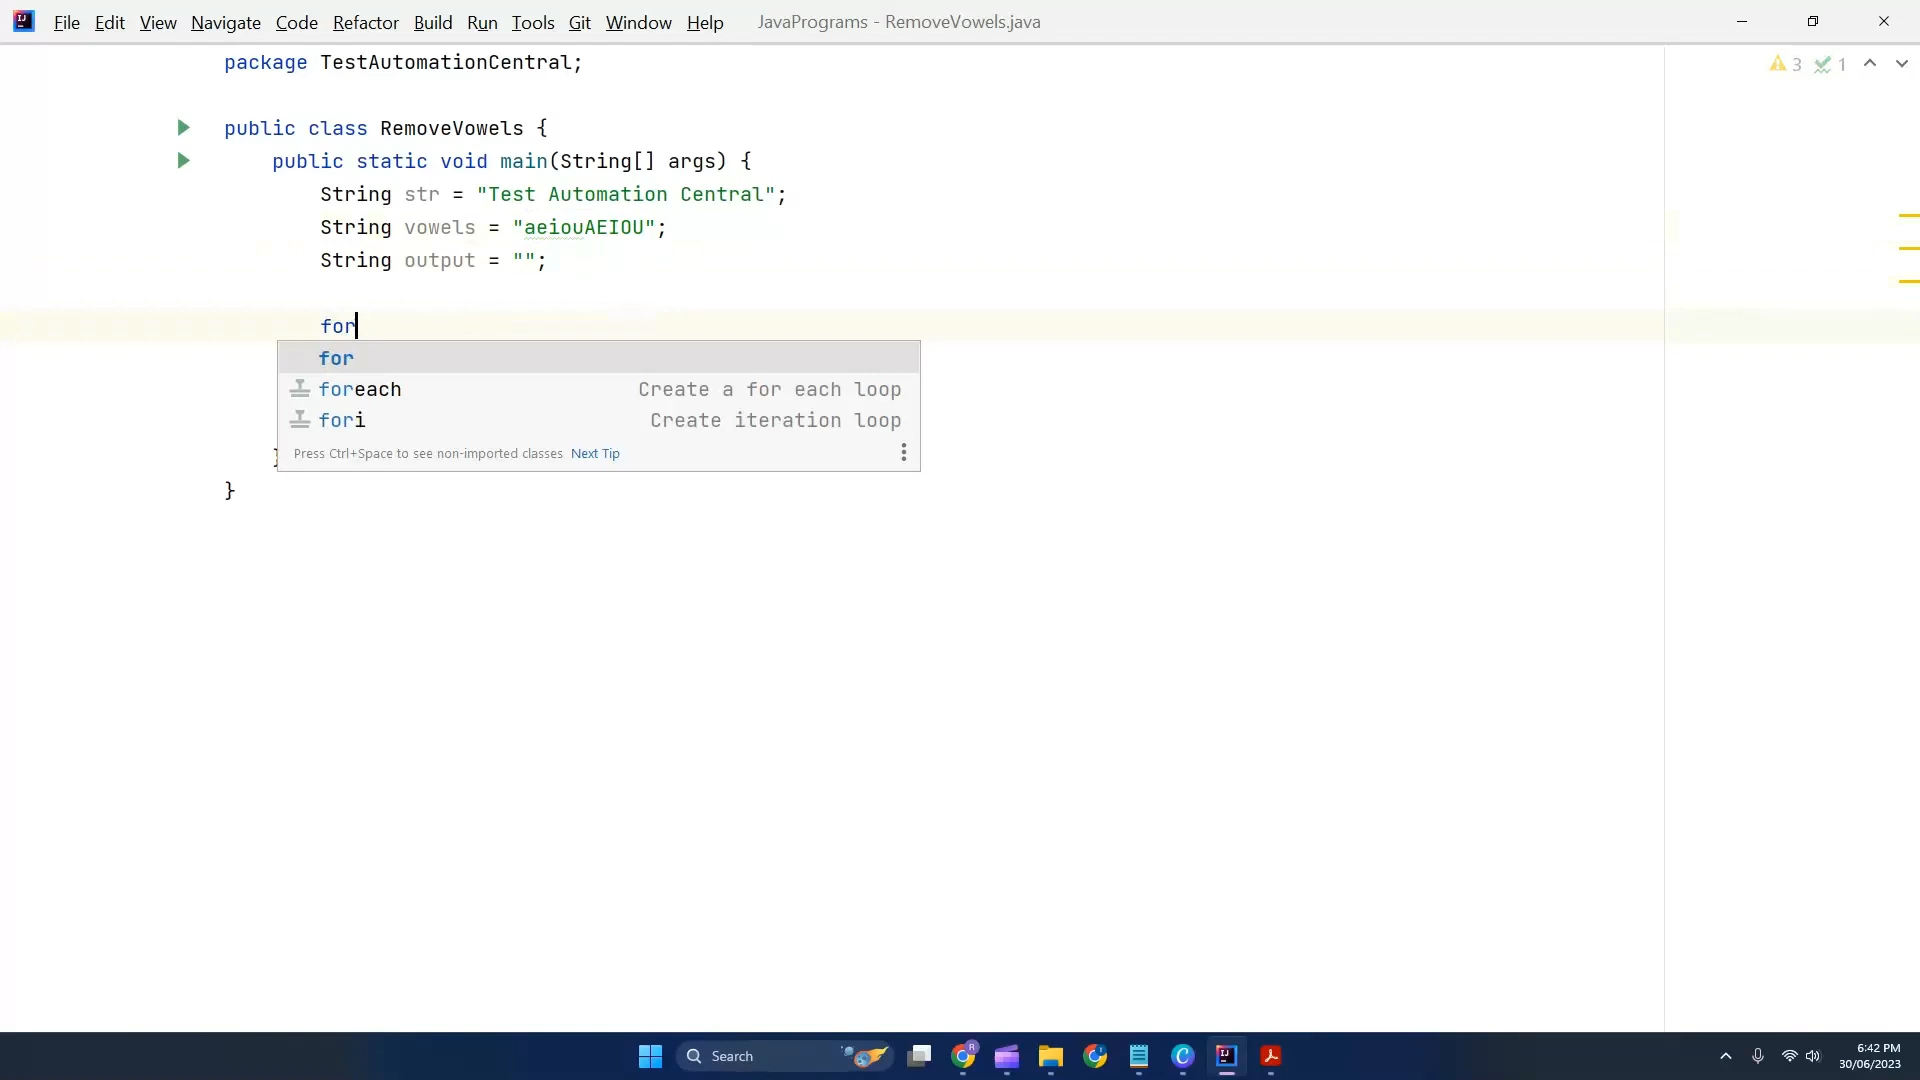 File Edit View Navigate Code Refactor Build Run Tools Git Window Help JavaPrograms - RemoveVowels.java
package TestAutomationCentral;
3 1
public class RemoveVowels {
public static void main(String[] args) {
String str = "Test Automation Central";
String vowels = "aeiouAEIOU";
String output = "";
for
for
foreach Create a for each loop
fori Create iteration loop
Press Ctrl+Space to see non-imported classes Next Tip
}
}
Search
6:42 PM
30/06/2023